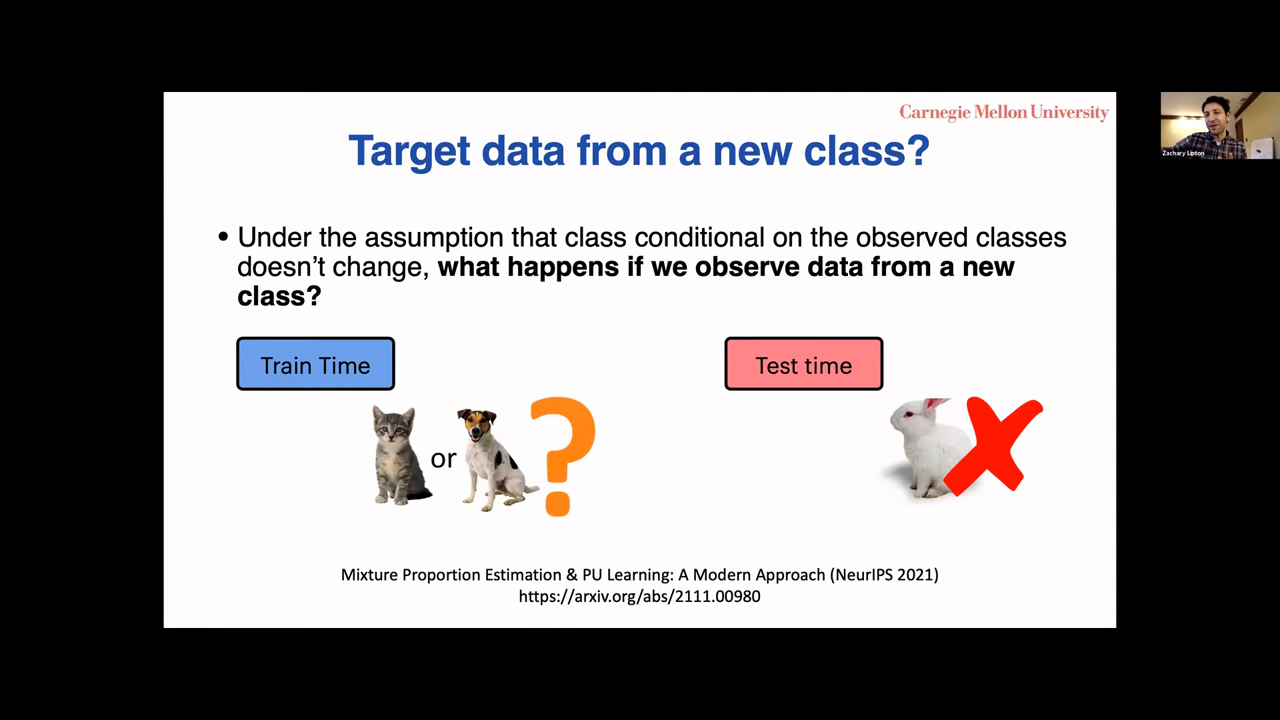 Carnegie Mellon University
Target data from a new class?
• Under the assumption that class conditional on the observed classes
doesn't change, what happens if we observe data from a new
class?
Train Time
Test time
or
?
Mixture Proportion Estimation & PU Learning: A Modern Approach (NeurIPS 2021)
https://arxiv.org/abs/2111.00980
Zachary Lipton